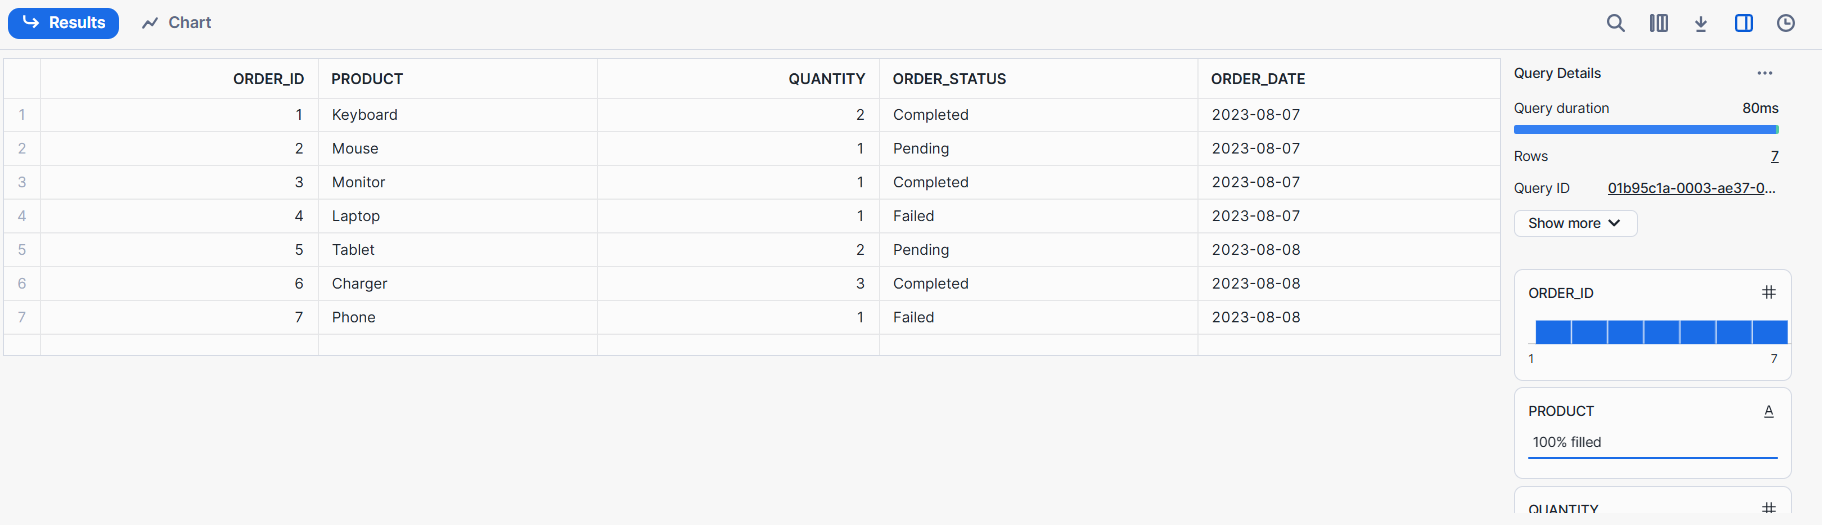 Results Chart
ORDER_ID PRODUCT QUANTITY ORDER_STATUS ORDER_DATE
1 1 Keyboard 2 Completed 2023-08-07
2 2 Mouse 1 Pending 2023-08-07
3 3 Monitor 1 Completed 2023-08-07
4 4 Laptop 1 Failed 2023-08-07
5 5 Tablet 2 Pending 2023-08-08
6 6 Charger 3 Completed 2023-08-08
7 7 Phone 1 Failed 2023-08-08
Query Details ...
Query duration 80ms
Rows 7
Query ID 01b95c1a-0003-ae37-0...
Show more
ORDER_ID #
1 7
PRODUCT A
100% filled
QUANTITY #